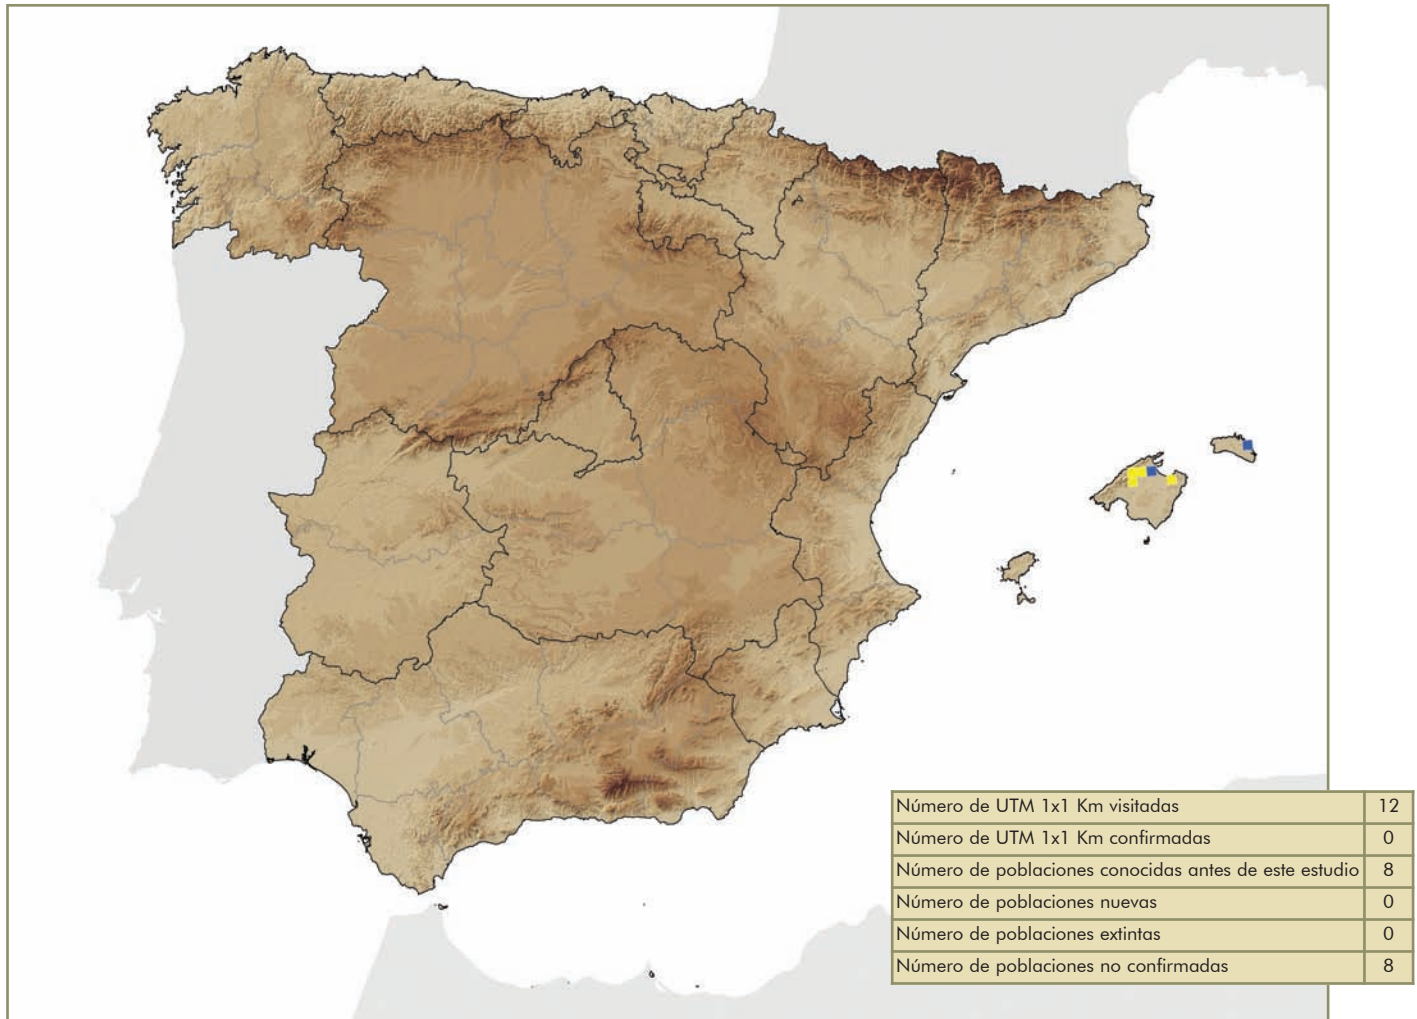 Número de UTM 1x1 Km visitadas 12
Número de UTM 1x1 Km confirmadas 0
Número de poblaciones conocidas antes de este estudio 8
Número de poblaciones nuevas 0
Número de poblaciones extintas 0
Número de poblaciones no confirmadas 8